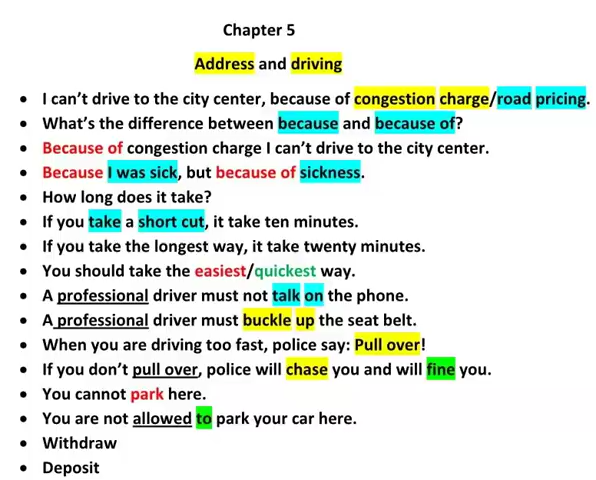 Chapter 5
Address and driving
• I can't drive to the city center, because of congestion charge/road pricing.
• What's the difference between because and because of?
• Because of congestion charge I can't drive to the city center.
• Because I was sick, but because of sickness.
• How long does it take?
• If you take a short cut, it take ten minutes.
• If you take the longest way, it take twenty minutes.
• You should take the easiest/quickest way.
• A professional driver must not talk on the phone.
• A professional driver must buckle up the seat belt.
• When you are driving too fast, police say: Pull over!
• If you don't pull over, police will chase you and will fine you.
• You cannot park here.
• You are not allowed to park your car here.
• Withdraw
• Deposit